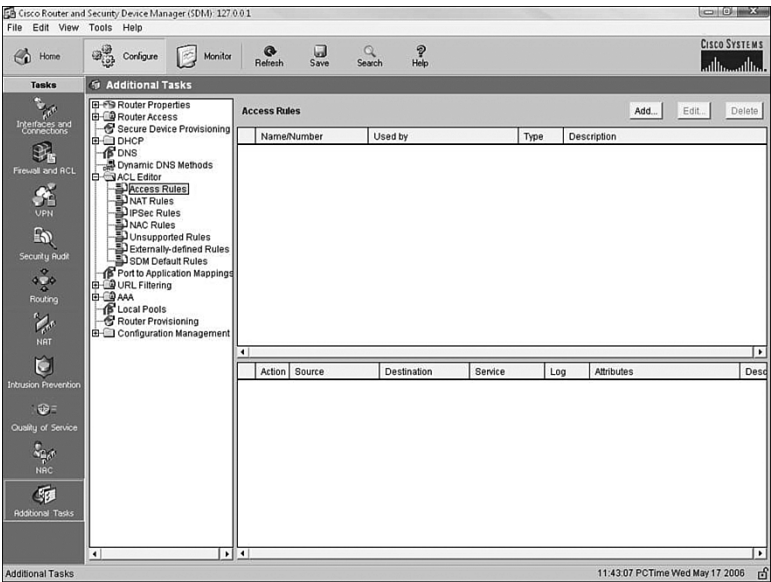 Cisco Router and Security Device Manager (SDM): 127.0.0.1
File Edit View Tools Help
Home Configure Monitor Refresh Save Search Help
CISCO SYSTEMS
Tasks
Additional Tasks
Interfaces and
Connections
Firewall and ACL
VPN
Security Audit
Routing
NAT
Intrusion Prevention
Quality of Service
NAC
Additional Tasks
Router Properties
Router Access
Secure Device Provisioning
DHCP
DNS
Dynamic DNS Methods
ACL Editor
Access Rules
NAT Rules
IPSec Rules
NAC Rules
Unsupported Rules
Externally-defined Rules
SDM Default Rules
Port to Application Mappings
URL Filtering
AAA
Local Pools
Router Provisioning
Configuration Management
Access Rules
Add... Edit... Delete
Name/Number Used by Type Description
Action Source Destination Service Log Attributes Desc
Additional Tasks
11:43:07 PCTime Wed May 17 2006